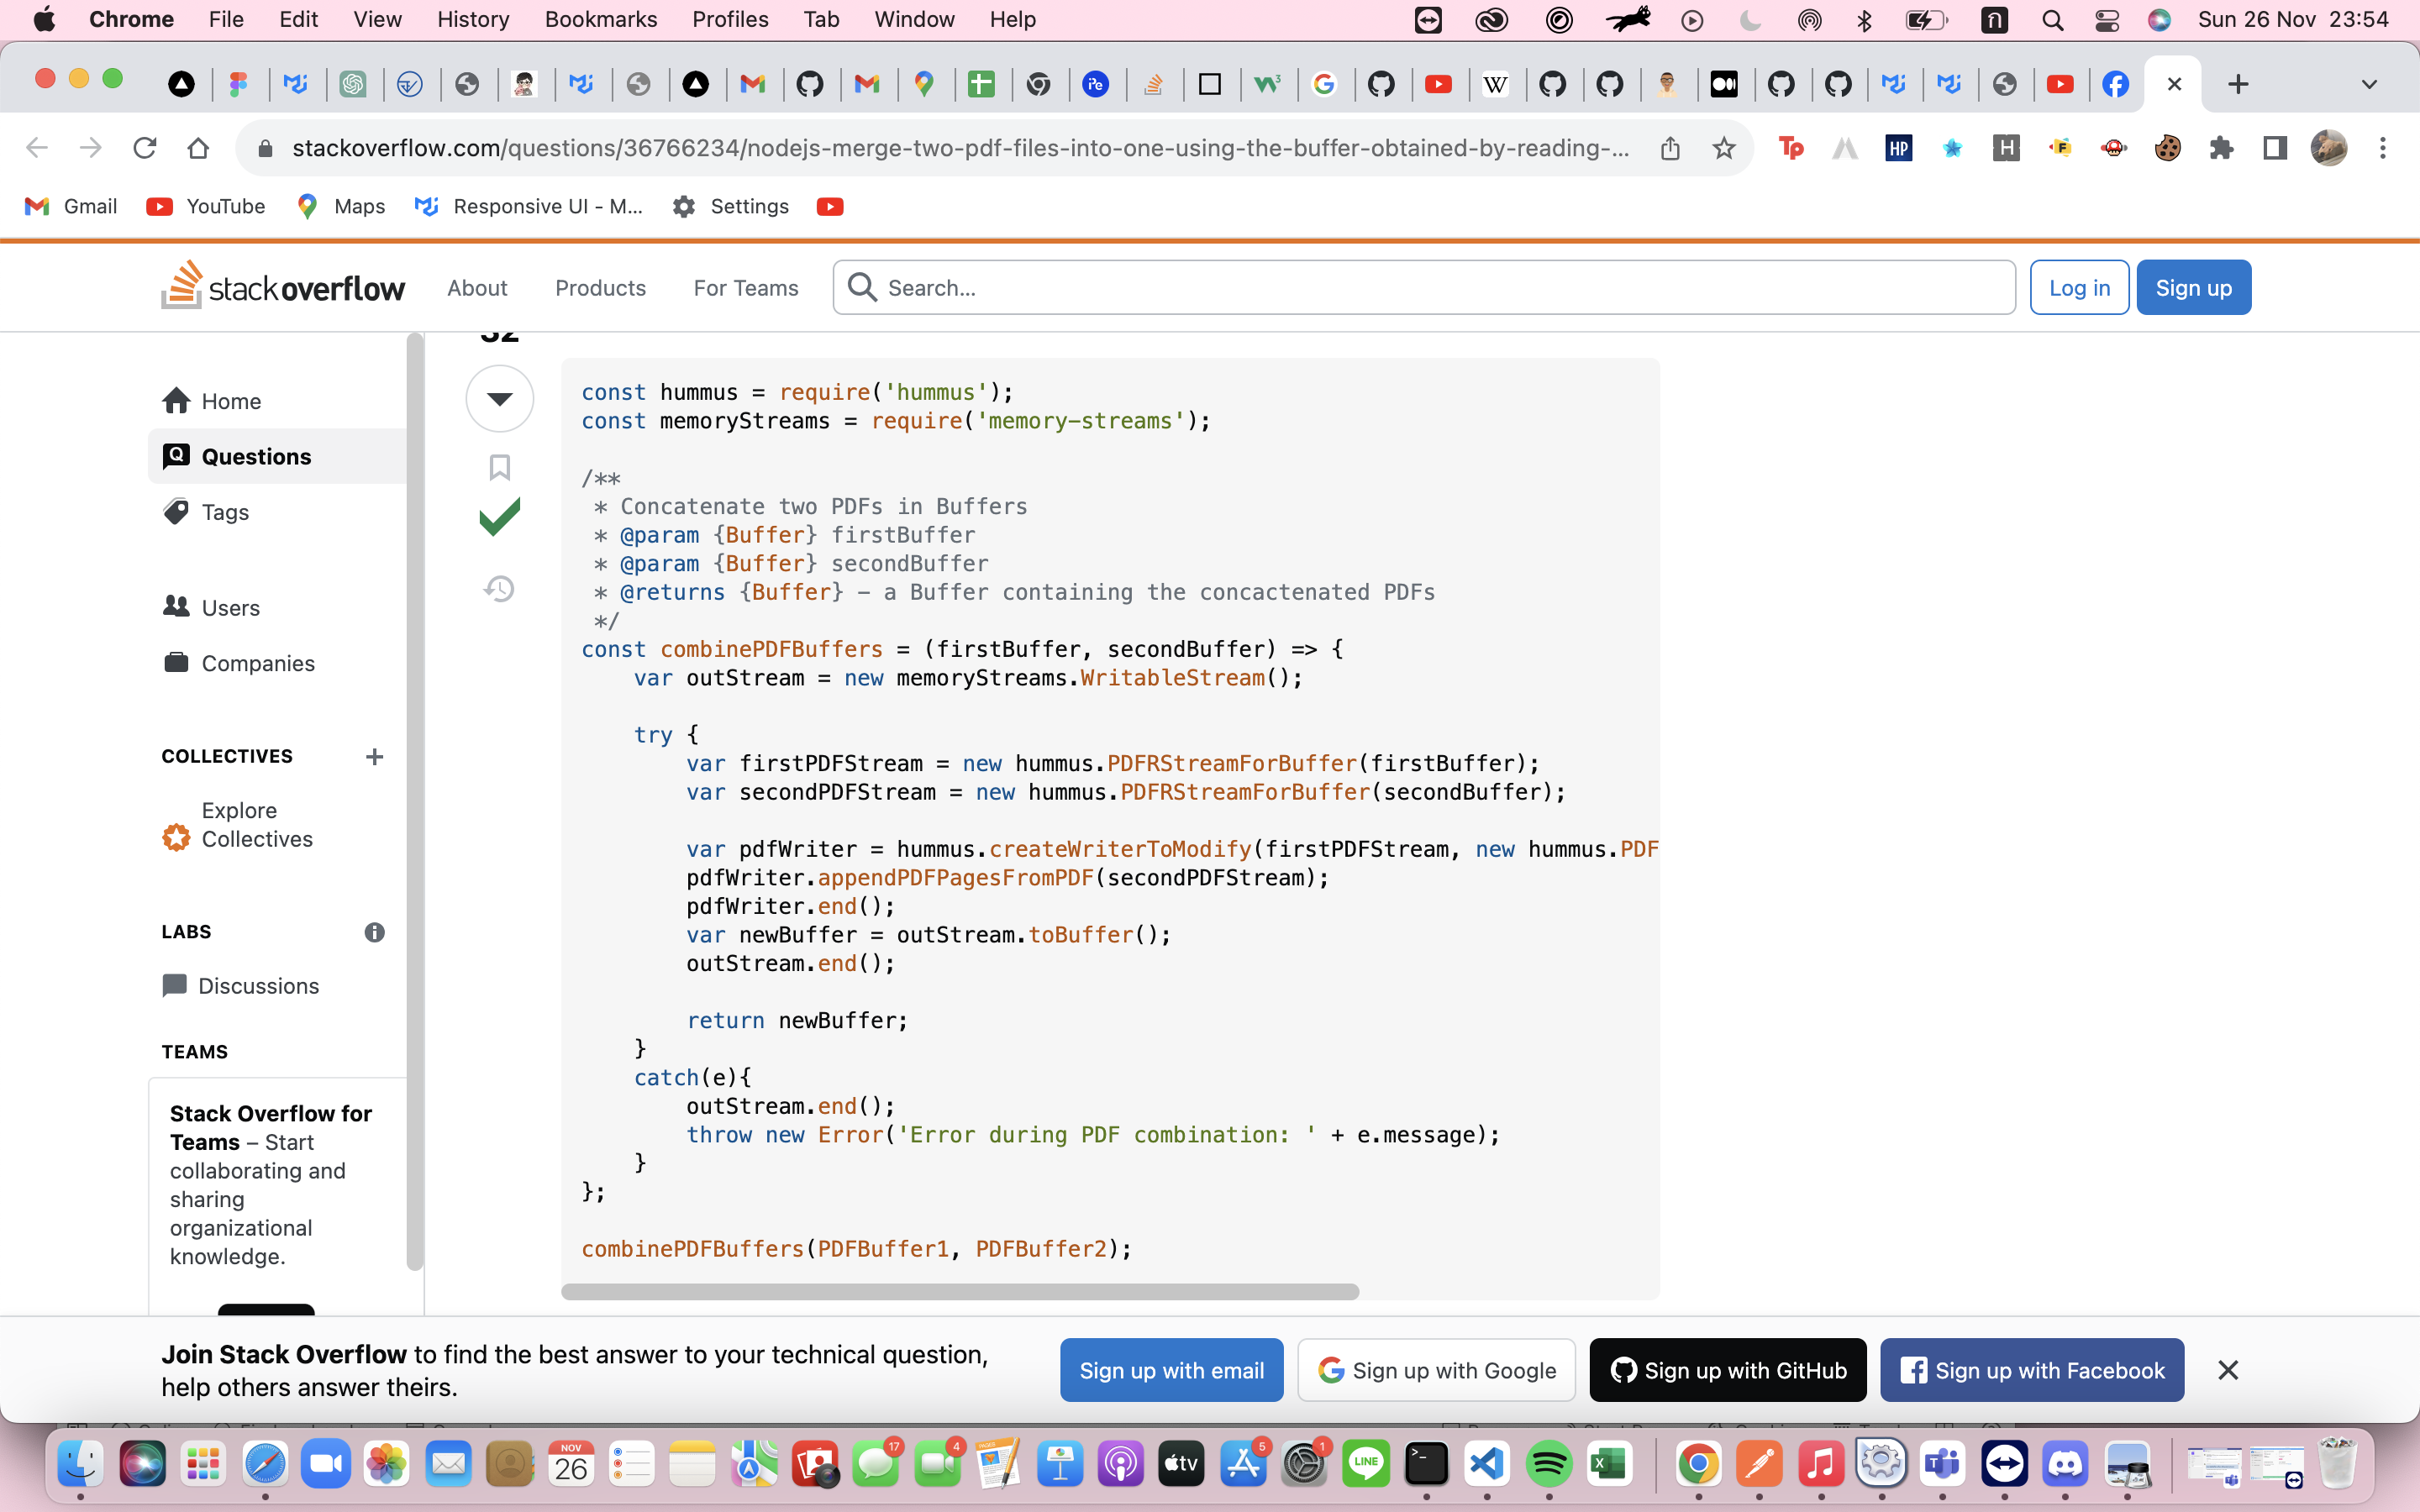 Chrome File Edit View History Bookmarks Profiles Tab Window Help Sun 26 Nov 23:54
stackoverflow.com/questions/36766234/nodejs-merge-two-pdf-files-into-one-using-the-buffer-obtained-by-reading-...
Gmail YouTube Maps Responsive UI - M... Settings
stackoverflow About Products For Teams Search... Log in Sign up
Home
Questions
Tags
Users
Companies
COLLECTIVES
Explore
Collectives
LABS
Discussions
TEAMS
Stack Overflow for
Teams – Start
collaborating and
sharing
organizational
knowledge.
32
const hummus = require('hummus');
const memoryStreams = require('memory-streams');
/**
* Concatenate two PDFs in Buffers
* @param {Buffer} firstBuffer
* @param {Buffer} secondBuffer
* @returns {Buffer} - a Buffer containing the concactenated PDFs
*/
const combinePDFBuffers = (firstBuffer, secondBuffer) => {
var outStream = new memoryStreams.WritableStream();
try {
var firstPDFStream = new hummus.PDFRStreamForBuffer(firstBuffer);
var secondPDFStream = new hummus.PDFRStreamForBuffer(secondBuffer);
var pdfWriter = hummus.createWriterToModify(firstPDFStream, new hummus.PDF
pdfWriter.appendPDFPagesFromPDF(secondPDFStream);
pdfWriter.end();
var newBuffer = outStream.toBuffer();
outStream.end();
return newBuffer;
}
catch(e){
outStream.end();
throw new Error('Error during PDF combination: ' + e.message);
}
};
combinePDFBuffers(PDFBuffer1, PDFBuffer2);
Join Stack Overflow to find the best answer to your technical question,
help others answer theirs.
Sign up with email Sign up with Google Sign up with GitHub Sign up with Facebook
NOV
26
17 4 tv 5 1 LINE